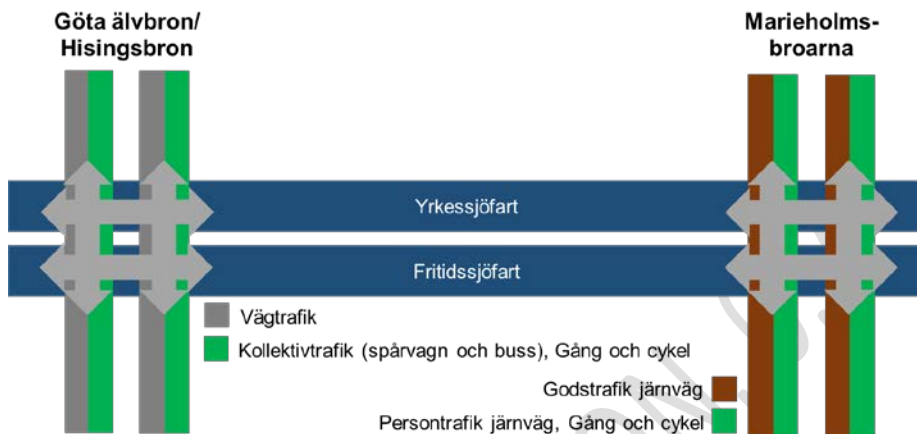 Göta älvbron/
Hisingsbron
Marieholms-
broarna
Yrkessjöfart
Fritidssjöfart
Vägtrafik
Kollektivtrafik (spårvagn och buss), Gång och cykel
Godstrafik järnväg
Persontrafik järnväg, Gång och cykel